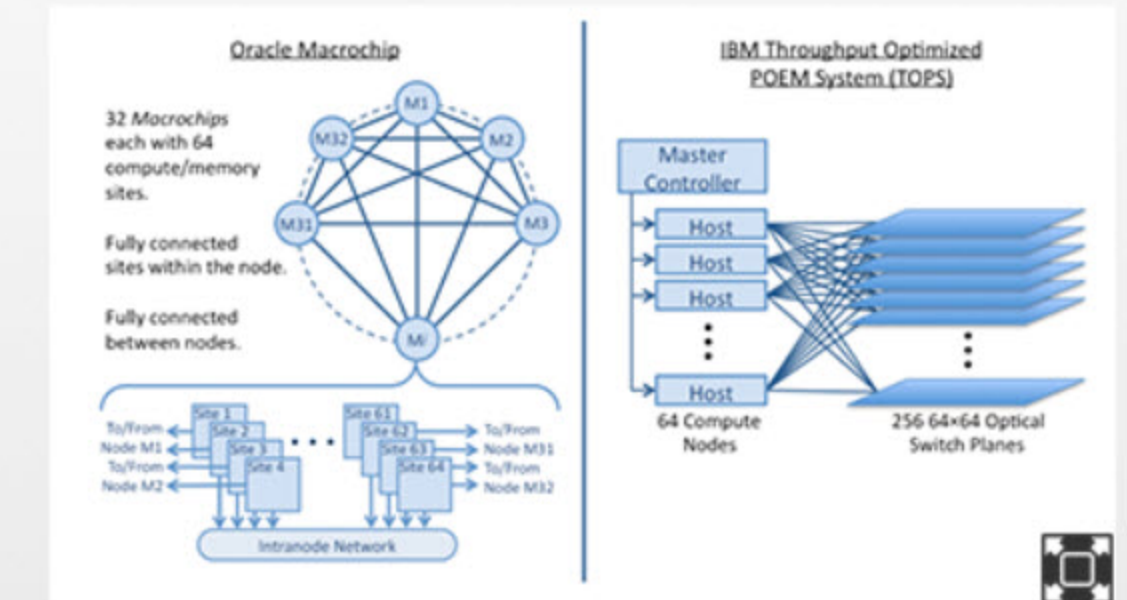 Oracle Macrochip
32 Macrochips
each with 64
compute/memory
sites.
Fully connected
sites within the node.
Fully connected
between nodes.
M1
M32
M2
M31
M3
Mi
Site 1
Site 2
Site 3
Site 4
Site 61
Site 62
Site 63
Site 64
To/From
Node M1
To/From
Node M2
To/From
Node M31
To/From
Node M32
Intranode Network
IBM Throughput Optimized
POEM System (TOPS)
Master
Controller
Host
Host
Host
Host
64 Compute
Nodes
256 64×64 Optical
Switch Planes